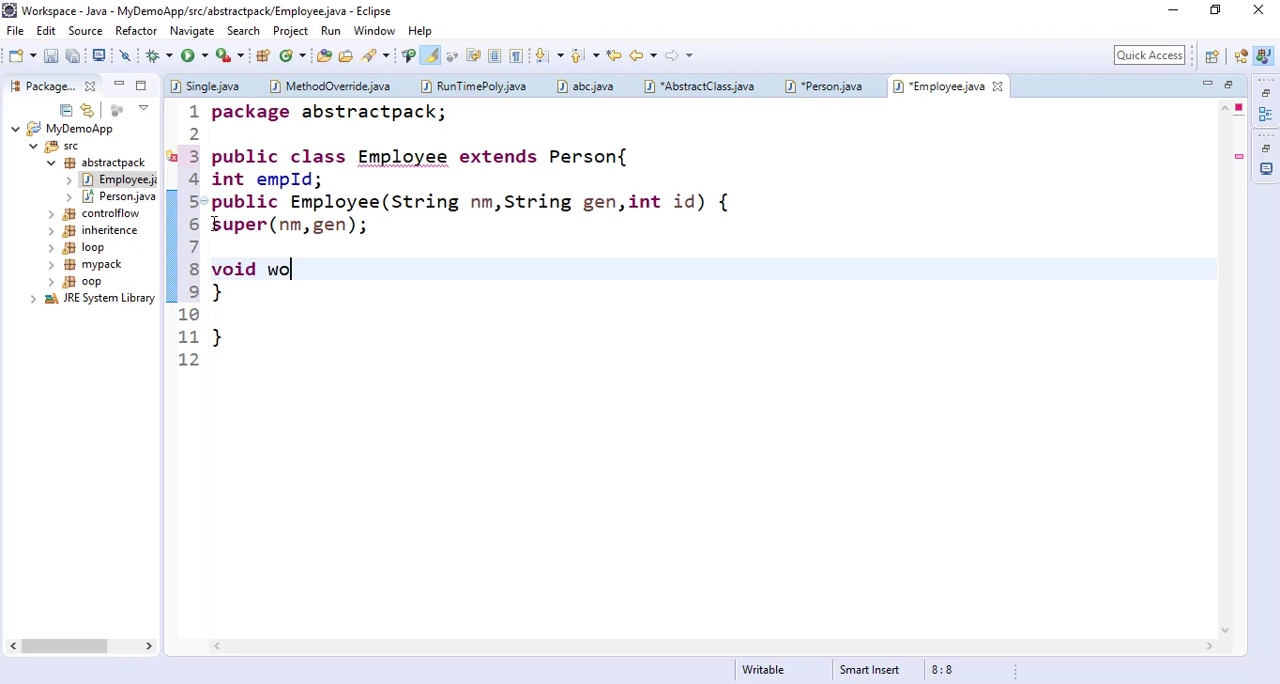 Workspace - Java - MyDemoApp/src/abstractpack/Employee.java - Eclipse
File Edit Source Refactor Navigate Search Project Run Window Help
Quick Access
Package...
Single.java MethodOverride.java RunTimePoly.java abc.java *AbstractClass.java *Person.java *Employee.java
MyDemoApp
src
abstractpack
Employee.ja
Person.java
controlflow
inheritence
loop
mypack
oop
JRE System Library
1 package abstractpack;
2
3 public class Employee extends Person{
4 int empId;
5 public Employee(String nm,String gen,int id) {
6 super(nm,gen);
7
8 void wo
9 }
10
11 }
12
Writable Smart Insert 8:8